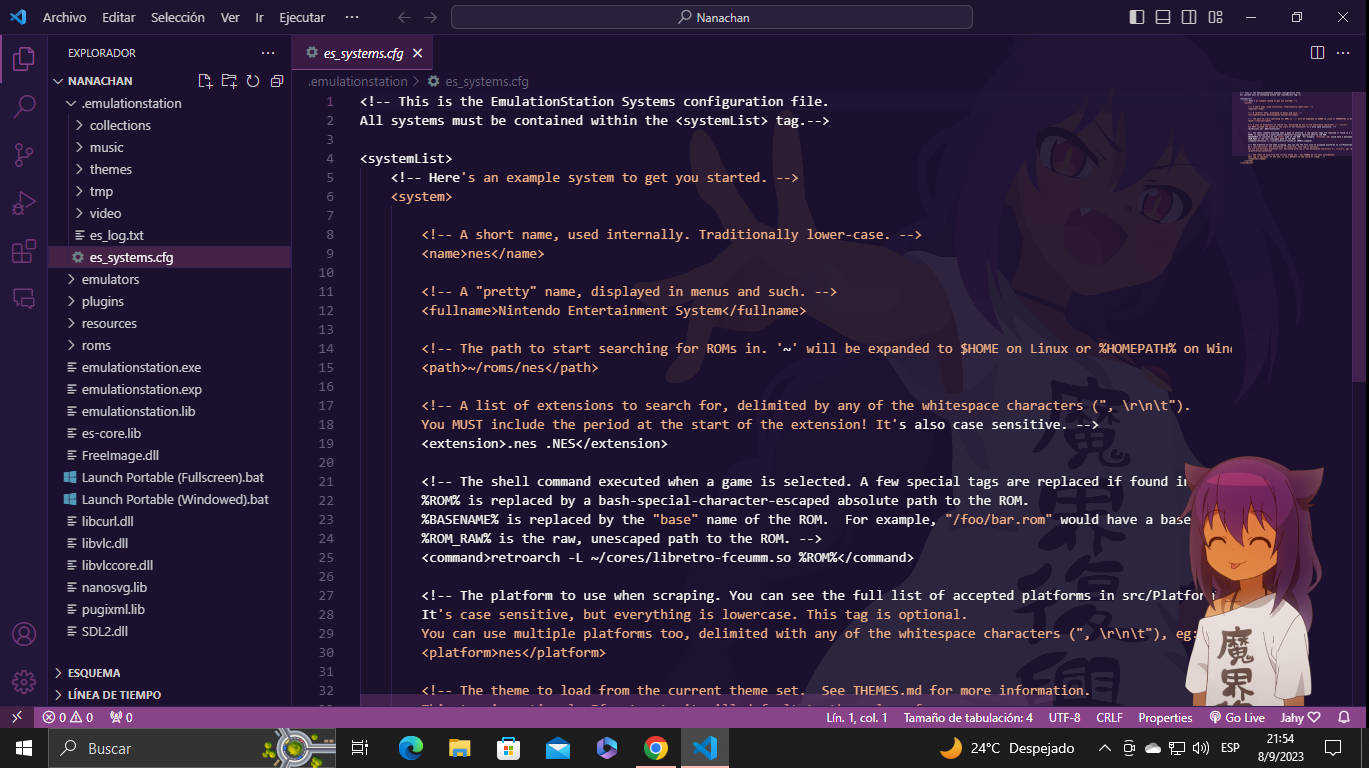 Archivo Editar Selección Ver Ir Ejecutar ··· Nanachan
EXPLORADOR
NANACHAN
.emulationstation
collections
music
themes
tmp
video
es_log.txt
es_systems.cfg
emulators
plugins
resources
roms
emulationstation.exe
emulationstation.exp
emulationstation.lib
es-core.lib
FreeImage.dll
Launch Portable (Fullscreen).bat
Launch Portable (Windowed).bat
libcurl.dll
libvlc.dll
libvlccore.dll
nanosvg.lib
pugixml.lib
SDL2.dll
ESQUEMA
LÍNEA DE TIEMPO
es_systems.cfg
.emulationstation > es_systems.cfg
1 <!-- This is the EmulationStation Systems configuration file.
2 All systems must be contained within the <systemList> tag.-->
3
4 <systemList>
5 <!-- Here's an example system to get you started. -->
6 <system>
7
8 <!-- A short name, used internally. Traditionally lower-case. -->
9 <name>nes</name>
10
11 <!-- A "pretty" name, displayed in menus and such. -->
12 <fullname>Nintendo Entertainment System</fullname>
13
14 <!-- The path to start searching for ROMs in. '~' will be expanded to $HOME on Linux or %HOMEPATH% on Win
15 <path>~/roms/nes</path>
16
17 <!-- A list of extensions to search for, delimited by any of the whitespace characters (", \r\n\t").
18 You MUST include the period at the start of the extension! It's also case sensitive. -->
19 <extension>.nes .NES</extension>
20
21 <!-- The shell command executed when a game is selected. A few special tags are replaced if found in
22 %ROM% is replaced by a bash-special-character-escaped absolute path to the ROM.
23 %BASENAME% is replaced by the "base" name of the ROM.  For example, "/foo/bar.rom" would have a base
24 %ROM_RAW% is the raw, unescaped path to the ROM. -->
25 <command>retroarch -L ~/cores/libretro-fceumm.so %ROM%</command>
26
27 <!-- The platform to use when scraping. You can see the full list of accepted platforms in src/Platform
28 It's case sensitive, but everything is lowercase. This tag is optional.
29 You can use multiple platforms too, delimited with any of the whitespace characters (", \r\n\t"), eg:
30 <platform>nes</platform>
31
32 <!-- The theme to load from the current theme set.  See THEMES.md for more information.
魔界復興
魔界
0 0 0 Lín. 1, col. 1 Tamaño de tabulación: 4 UTF-8 CRLF Properties Go Live Jahy
Buscar 24°C Despejado ESP 21:54
8/9/2023